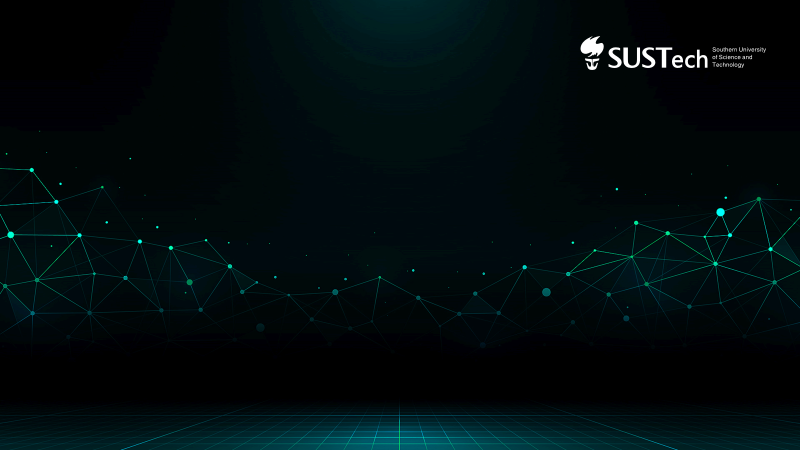 SUSTech
Southern University
of Science and
Technology